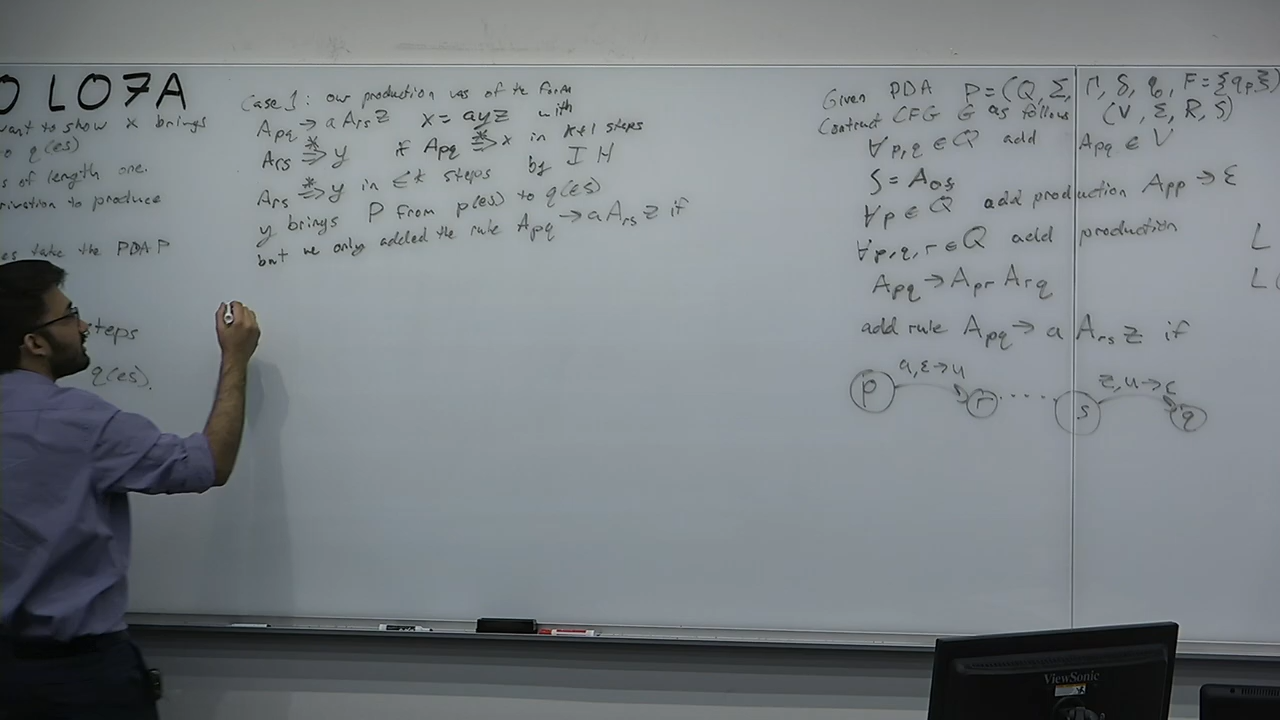 O LO7A
want to show x brings
o q(es)
s of length one.
rivation to produce
es take the PDA P
steps
q(es).
Case 1: our production was of the form
Apq → a Ars z x = ayz with
Ars ⇒* y if Apq ⇒* x in k+1 steps
by I H
Ars ⇒* y in ≤k steps
y brings P from p(es) to q(es)
but we only added the rule Apq → a Ars z if
Given PDA P = (Q, Σ, Γ, δ, q₀, F = {qF})
Contruct CFG G as follows (V, Σ, R, S)
∀p,q ∈ Q add Apq ∈ V
S = A₀
∀p ∈ Q add production App → ε
∀p,q,r ∈ Q add production
Apq → Apr Arq
add rule Apq → a Ars z if
a,ε→u z,u→ε
p r ..... s q
L
L(
ViewSonic